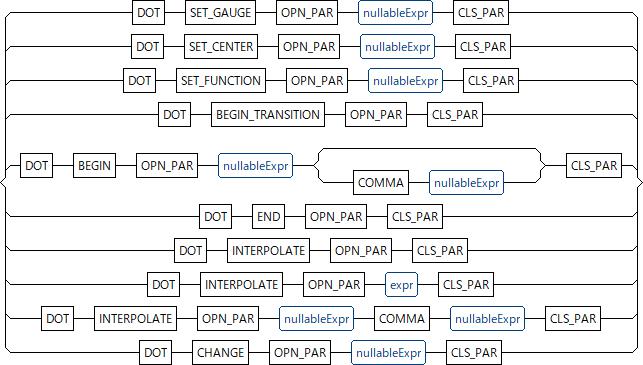 DOT SET_GAUGE OPN_PAR nullableExpr CLS_PAR
DOT SET_CENTER OPN_PAR nullableExpr CLS_PAR
DOT SET_FUNCTION OPN_PAR nullableExpr CLS_PAR
DOT BEGIN_TRANSITION OPN_PAR CLS_PAR
DOT BEGIN OPN_PAR nullableExpr CLS_PAR
COMMA nullableExpr
DOT END OPN_PAR CLS_PAR
DOT INTERPOLATE OPN_PAR CLS_PAR
DOT INTERPOLATE OPN_PAR expr CLS_PAR
DOT INTERPOLATE OPN_PAR nullableExpr COMMA nullableExpr CLS_PAR
DOT CHANGE OPN_PAR nullableExpr CLS_PAR